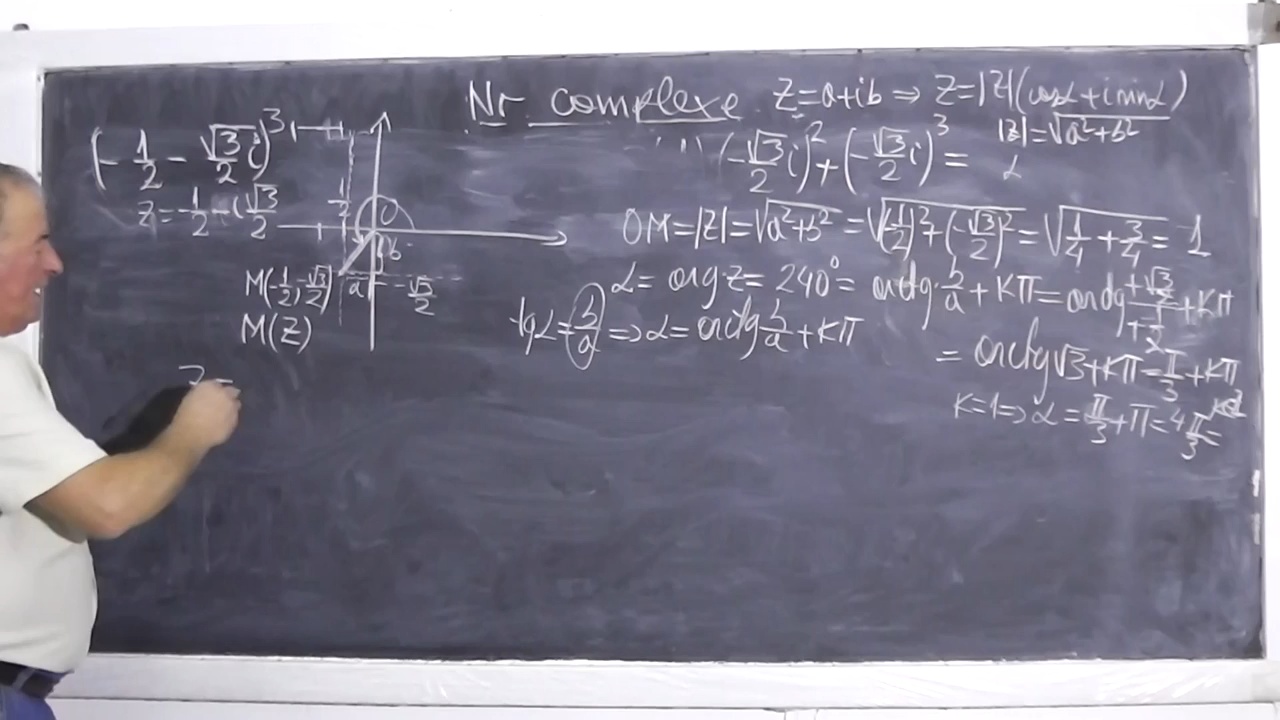 Nr complexe z=a+ib ⇒ z=|z|(cosα+i sinα)
|z|=√a²+b²
(-1/2 - √3/2 i)³
(-√3/2 i)²+(-√3/2 i)³= α
z=-1/2-i√3/2
OM=|z|=√a²+b²=√(-1/2)²+(-√3/2)²=√1/4+3/4=1
M(-1/2,-√3/2)
a b -√3/2
α=arg z=240°=arctg b/a+Kπ=arctg
+Kπ
M(z)
tgα=b/a⇒α=arctg b/a+Kπ
=arctg√3+Kπ=π/3+Kπ
K=1⇒α=π/3+π=4π/3=
z=